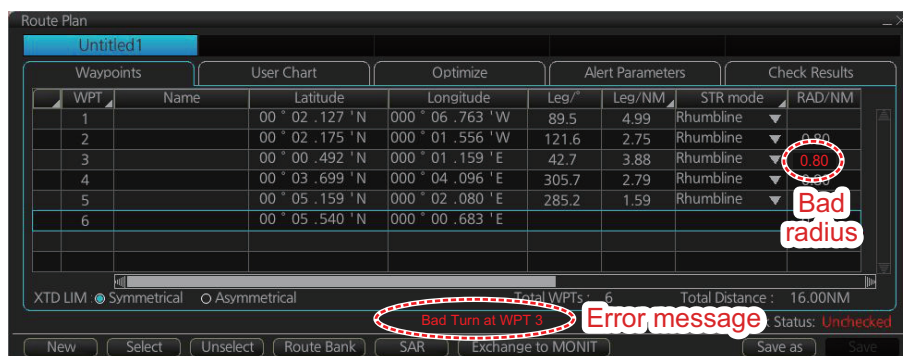 Route Plan
Untitled1
Waypoints User Chart Optimize Alert Parameters Check Results
WPT Name Latitude Longitude Leg/° Leg/NM STR mode RAD/NM
1 00 ° 02 .127 'N 000 ° 06 .763 'W 89.5 4.99 Rhumbline
2 00 ° 02 .175 'N 000 ° 01 .556 'W 121.6 2.75 Rhumbline 0.80
3 00 ° 00 .492 'N 000 ° 01 .159 'E 42.7 3.88 Rhumbline 0.80
4 00 ° 03 .699 'N 000 ° 04 .096 'E 305.7 2.79 Rhumbline 0.80
5 00 ° 05 .159 'N 000 ° 02 .080 'E 285.2 1.59 Rhumbline
6 00 ° 05 .540 'N 000 ° 00 .683 'E
Bad
radius
XTD LIM : Symmetrical Asymmetrical Total WPTs : 6 Total Distance : 16.00NM
Bad Turn at WPT 3 Error message Status: Unchecked
New Select Unselect Route Bank SAR Exchange to MONIT Save as Save